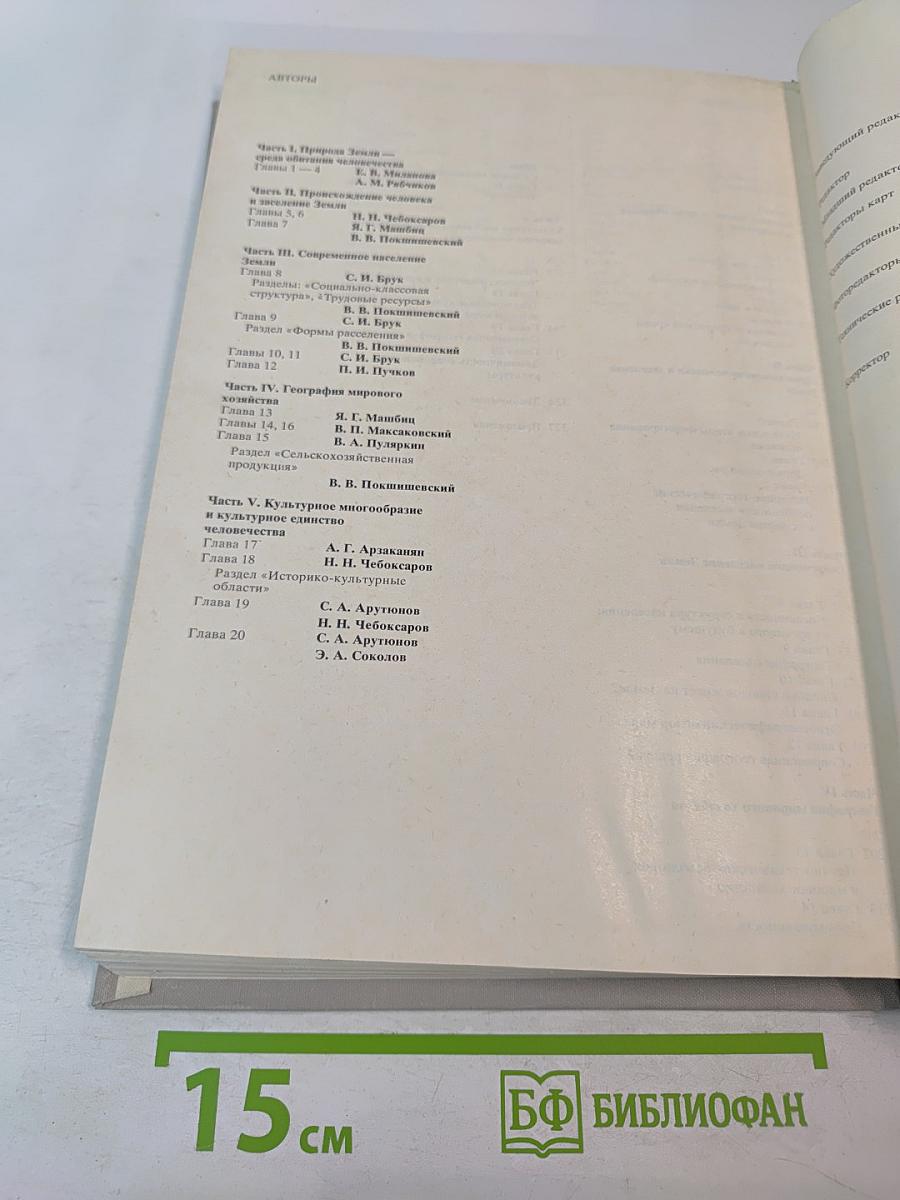 АВТОРЫ
Часть I. Природа Земли —
среда обитания человечества
Главы 1 — 4 Е. В. Миланова
А. М. Рябчиков
Часть II. Происхождение человека
и заселение Земли
Главы 5, 6 Н. Н. Чебоксаров
Глава 7 Я. Г. Машбиц
В. В. Покшишевский
Часть III. Современное население
Земли
Глава 8 С. И. Брук
Разделы: «Социально-классовая
структура», «Трудовые ресурсы»
В. В. Покшишевский
Глава 9 С. И. Брук
Раздел «Формы расселения»
В. В. Покшишевский
Главы 10, 11 С. И. Брук
Глава 12 П. И. Пучков
Часть IV. География мирового
хозяйства
Глава 13 Я. Г. Машбиц
Главы 14, 16 В. П. Максаковский
Глава 15 В. А. Пуляркин
Раздел «Сельскохозяйственная
продукция»
В. В. Покшишевский
Часть V. Культурное многообразие
и культурное единство
человечества
Глава 17 А. Г. Арзаканян
Глава 18 Н. Н. Чебоксаров
Раздел «Историко-культурные
области»
С. А. Арутюнов
Глава 19 Н. Н. Чебоксаров
С. А. Арутюнов
Глава 20 Э. А. Соколов
редактор
редакторы карт
корректор
15 см
БФ БИБЛИОФАН